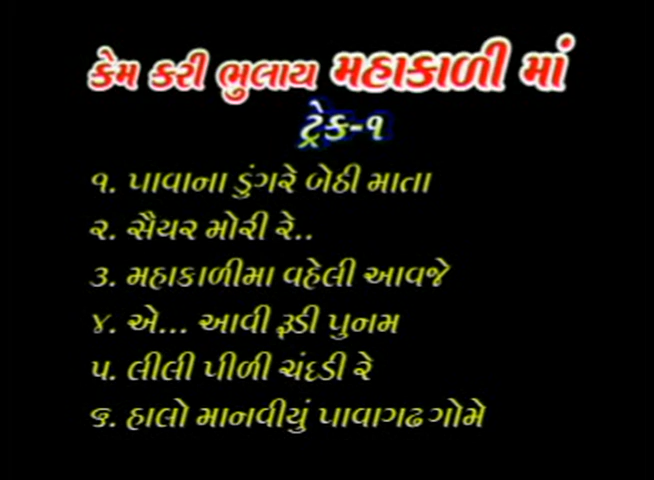 કેમ કરી ભુલાય મહાકાળી માં
ટ્રેક-૧
૧. પાવાના ડુંગરે બેઠી માતા
૨. સૈયર મોરી રે..
૩. મહાકાળીમા વહેલી આવજે
૪. એ... આવી રૂડી પુનમ
૫. લીલી પીળી ચંદડી રે
૬. હાલો માનવીયું પાવાગઢ ગોમે